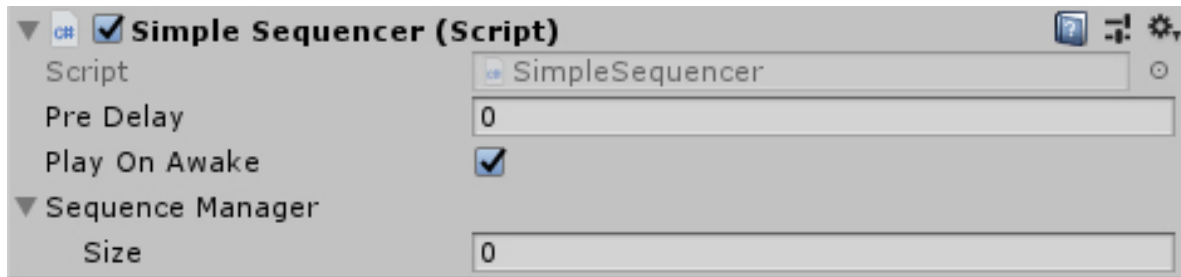 Simple Sequencer (Script)
Script SimpleSequencer
Pre Delay 0
Play On Awake
Sequence Manager
Size 0